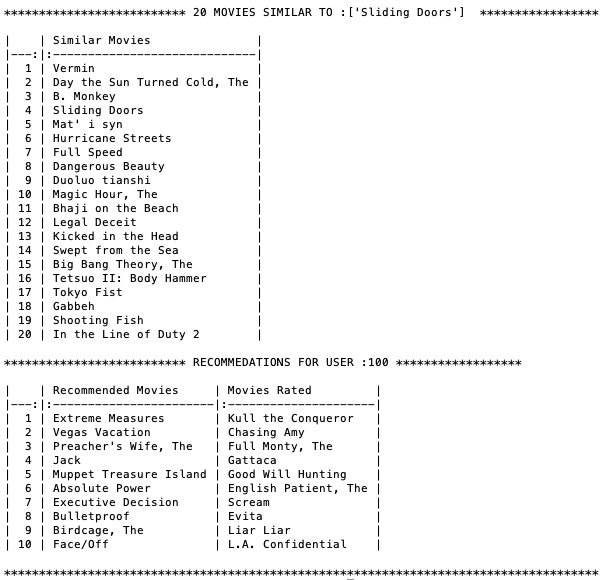 ************************** 20 MOVIES SIMILAR TO :['Sliding Doors']  *****************
|    | Similar Movies               |
|---:|:-----------------------------|
|  1 | Vermin                       |
|  2 | Day the Sun Turned Cold, The |
|  3 | B. Monkey                    |
|  4 | Sliding Doors                |
|  5 | Mat' i syn                   |
|  6 | Hurricane Streets            |
|  7 | Full Speed                   |
|  8 | Dangerous Beauty             |
|  9 | Duoluo tianshi               |
| 10 | Magic Hour, The              |
| 11 | Bhaji on the Beach           |
| 12 | Legal Deceit                 |
| 13 | Kicked in the Head           |
| 14 | Swept from the Sea           |
| 15 | Big Bang Theory, The         |
| 16 | Tetsuo II: Body Hammer       |
| 17 | Tokyo Fist                   |
| 18 | Gabbeh                       |
| 19 | Shooting Fish                |
| 20 | In the Line of Duty 2        |
************************** RECOMMEDATIONS FOR USER :100 ******************
|    | Recommended Movies     | Movies Rated         |
|---:|:-----------------------|:---------------------|
|  1 | Extreme Measures       | Kull the Conqueror   |
|  2 | Vegas Vacation         | Chasing Amy          |
|  3 | Preacher's Wife, The   | Full Monty, The      |
|  4 | Jack                   | Gattaca              |
|  5 | Muppet Treasure Island | Good Will Hunting    |
|  6 | Absolute Power         | English Patient, The |
|  7 | Executive Decision     | Scream               |
|  8 | Bulletproof            | Evita                |
|  9 | Birdcage, The          | Liar Liar            |
| 10 | Face/Off               | L.A. Confidential    |
*************************************************************************************